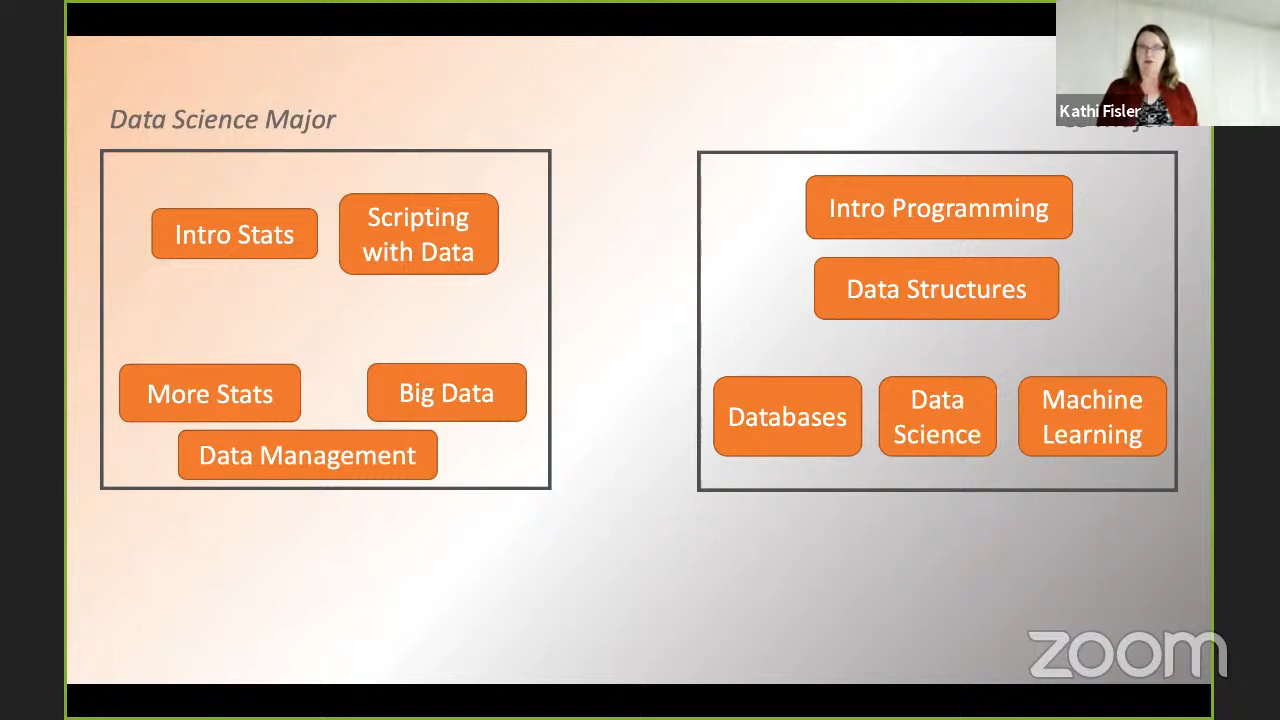 Kathi Fisler
Data Science Major
Intro Stats
Scripting
with Data
More Stats
Big Data
Data Management
Intro Programming
Data Structures
Databases
Data
Science
Machine
Learning
zoom